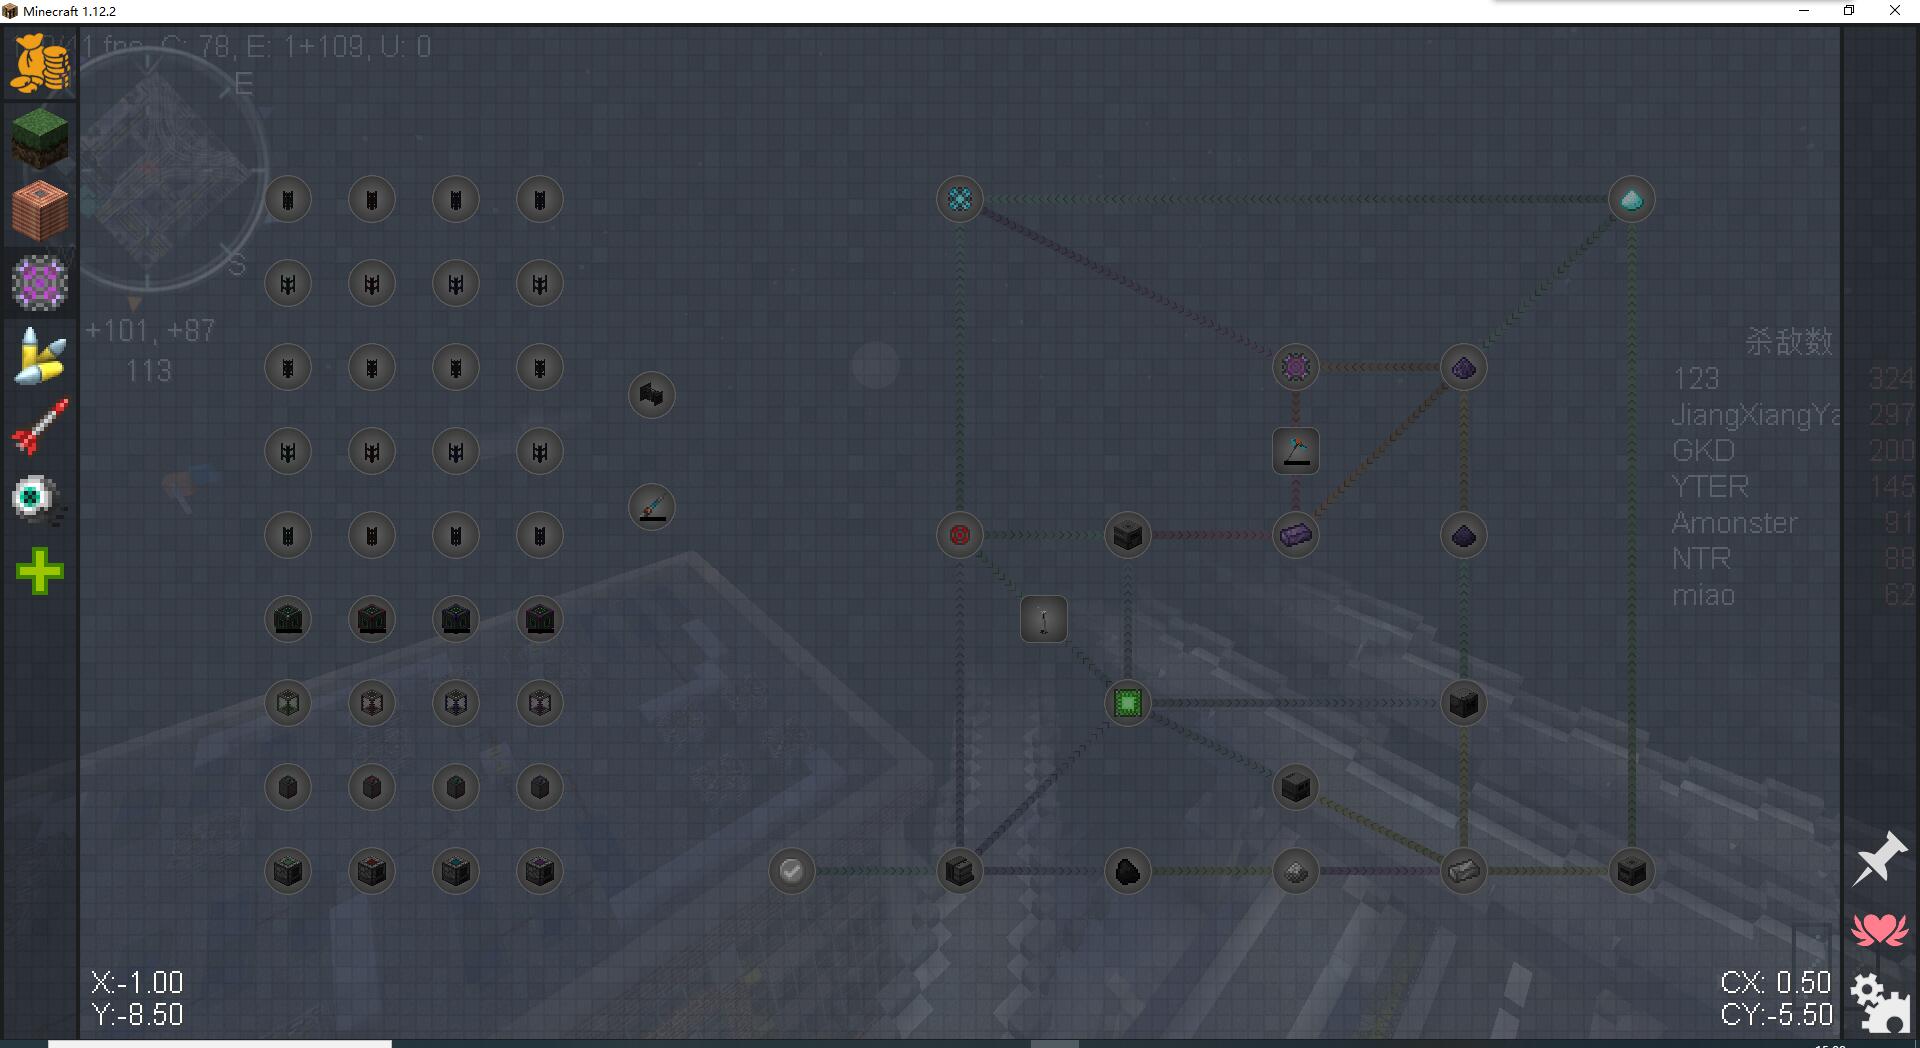 Minecraft 1.12.2
1 fps, C: 78, E: 1+109, U: 0
E
S
+101, +87
113
杀敌数
123 324
JiangXiangYa 297
GKD 200
YTER 145
Amonster 91
NTR 88
miao 62
X:-1.00
Y:-8.50
CX: 0.50
CY:-5.50